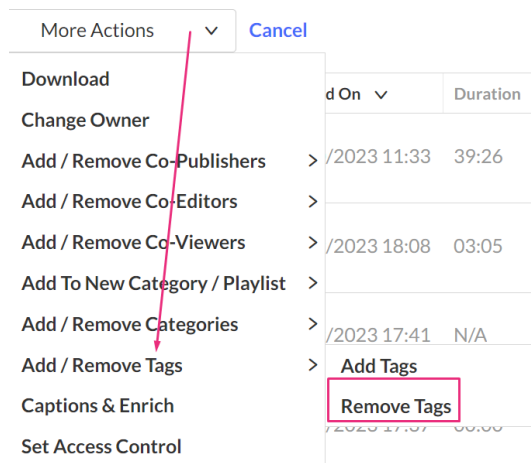 More Actions Cancel
Download
d On Duration
Change Owner
Add / Remove Co-Publishers /2023 11:33 39:26
Add / Remove Co-Editors
Add / Remove Co-Viewers /2023 18:08 03:05
Add To New Category / Playlist
Add / Remove Categories /2023 17:41 N/A
Add / Remove Tags Add Tags
Captions & Enrich Remove Tags
Set Access Control